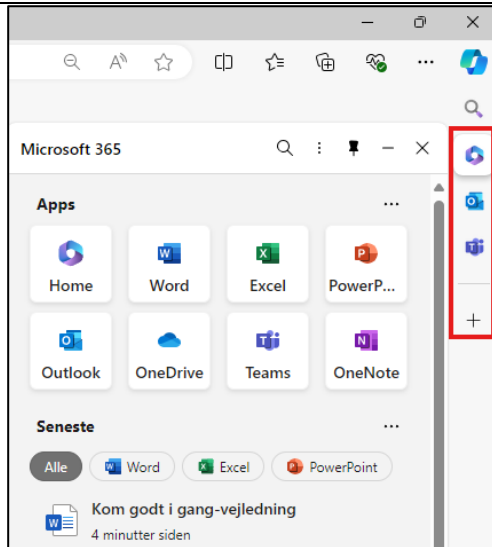 Microsoft 365
Apps
Home Word Excel PowerP...
Outlook OneDrive Teams OneNote
Seneste
Alle Word Excel PowerPoint
Kom godt i gang-vejledning
4 minutter siden